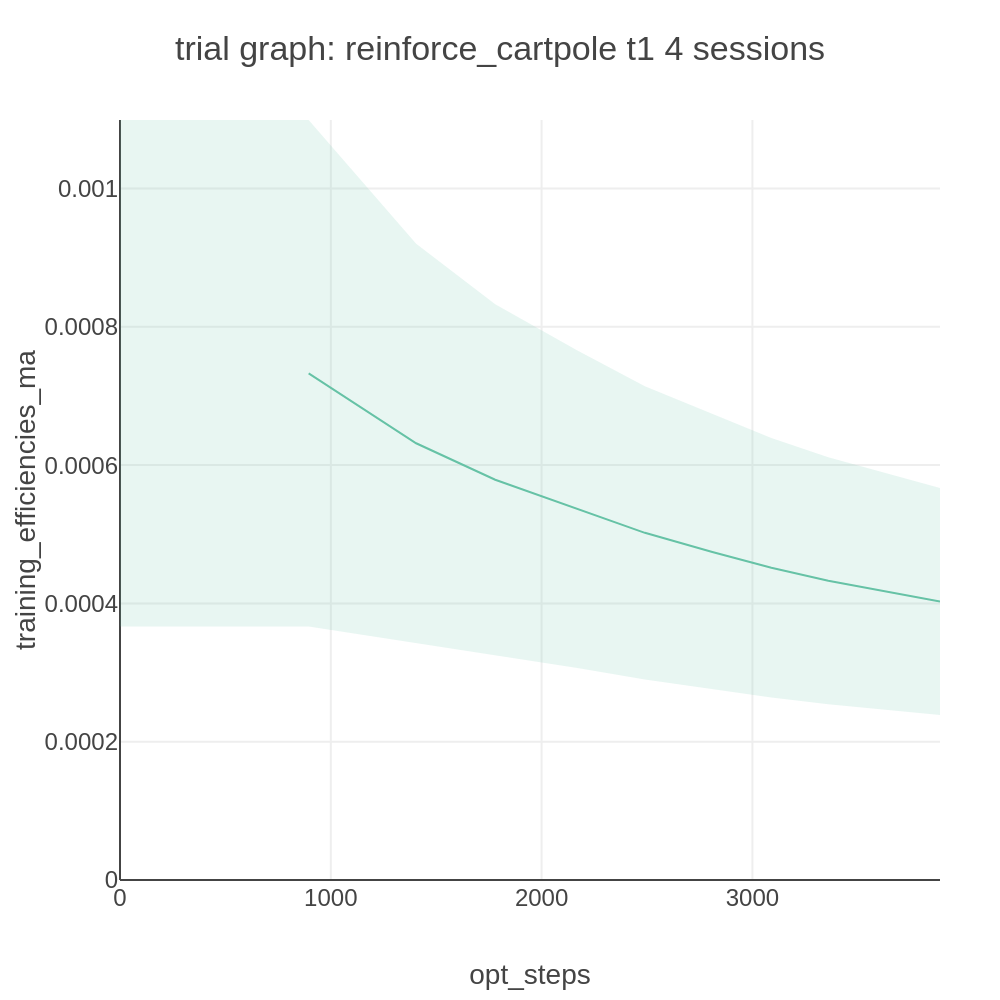 trial graph: reinforce_cartpole t1 4 sessions
training_efficiencies_ma
0.001
0.0008
0.0006
0.0004
0.0002
0
0 1000 2000 3000
opt_steps